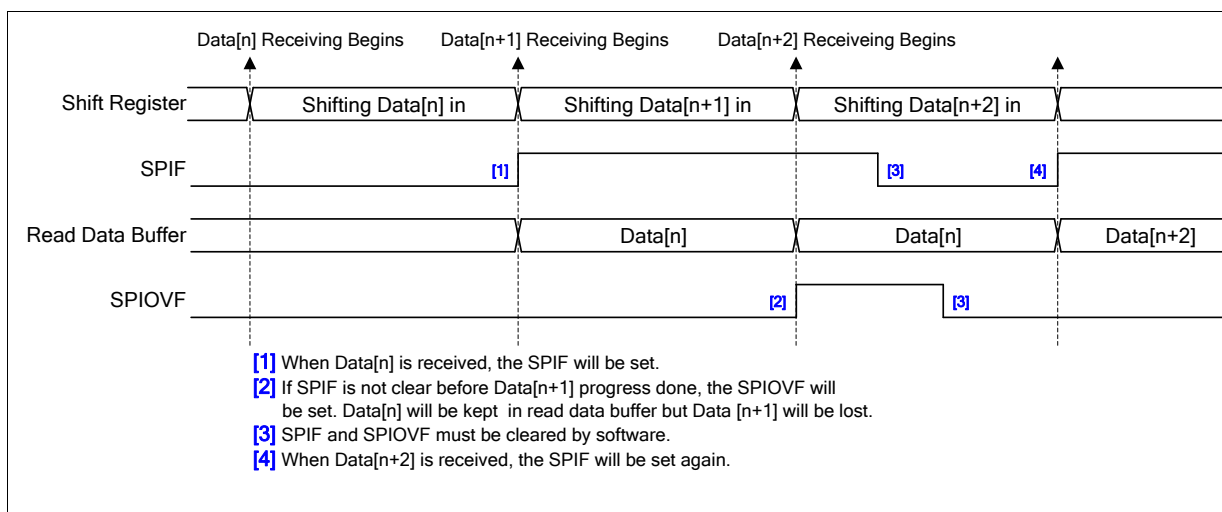 Data[n] Receiving Begins Data[n+1] Receiving Begins Data[n+2] Receiveing Begins
Shift Register Shifting Data[n] in Shifting Data[n+1] in Shifting Data[n+2] in
SPIF [1] [3] [4]
Read Data Buffer Data[n] Data[n] Data[n+2]
SPIOVF [2] [3]
[1] When Data[n] is received, the SPIF will be set.
[2] If SPIF is not clear before Data[n+1] progress done, the SPIOVF will
be set. Data[n] will be kept in read data buffer but Data [n+1] will be lost.
[3] SPIF and SPIOVF must be cleared by software.
[4] When Data[n+2] is received, the SPIF will be set again.